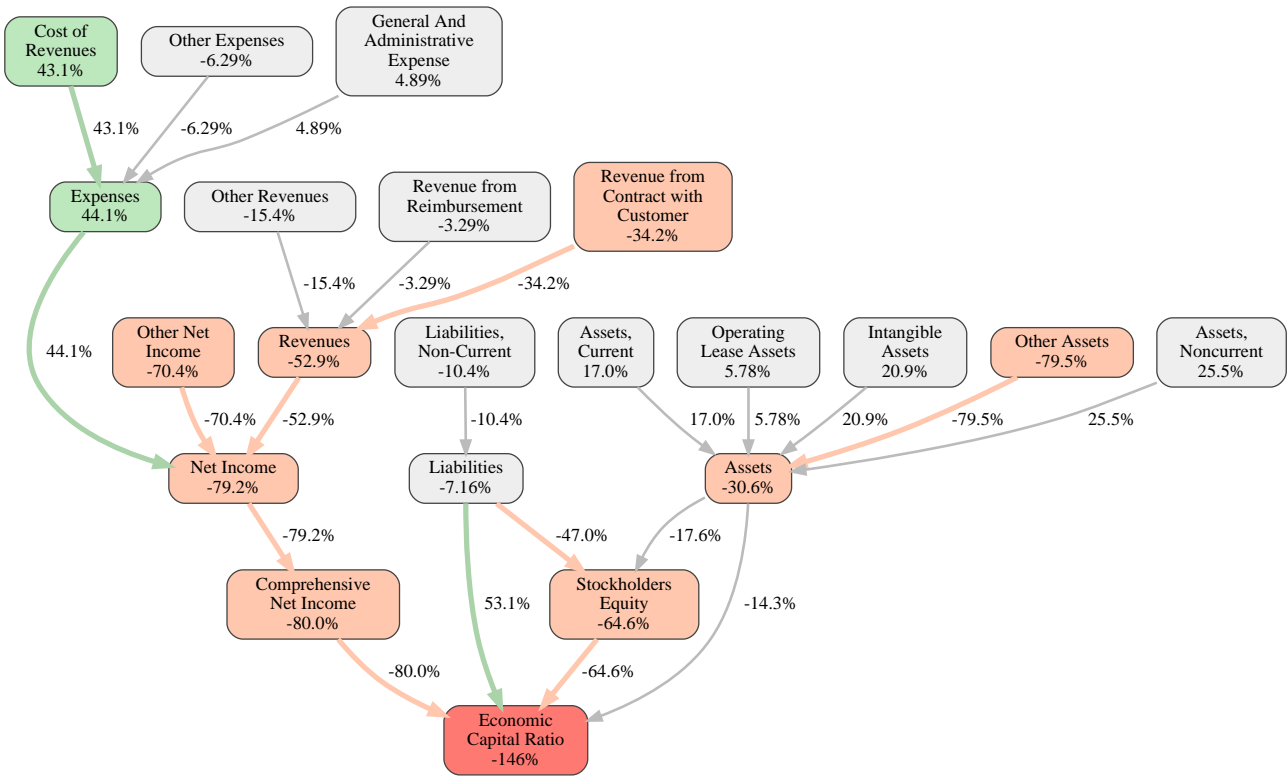 Cost of
Revenues
43.1%
Other Expenses
-6.29%
General And
Administrative
Expense
4.89%
43.1%
-6.29%
4.89%
Expenses
44.1%
Other Revenues
-15.4%
Revenue from
Reimbursement
-3.29%
Revenue from
Contract with
Customer
-34.2%
-15.4%
-3.29%
-34.2%
44.1%
Other Net
Income
-70.4%
Revenues
-52.9%
Liabilities,
Non-Current
-10.4%
Assets,
Current
17.0%
Operating
Lease Assets
5.78%
Intangible
Assets
20.9%
Other Assets
-79.5%
Assets,
Noncurrent
25.5%
-70.4%
-52.9%
-10.4%
17.0%
5.78%
20.9%
-79.5%
25.5%
Net Income
-79.2%
Liabilities
-7.16%
Assets
-30.6%
-79.2%
-47.0%
-17.6%
Comprehensive
Net Income
-80.0%
53.1%
Stockholders
Equity
-64.6%
-14.3%
-80.0%
-64.6%
Economic
Capital Ratio
-146%